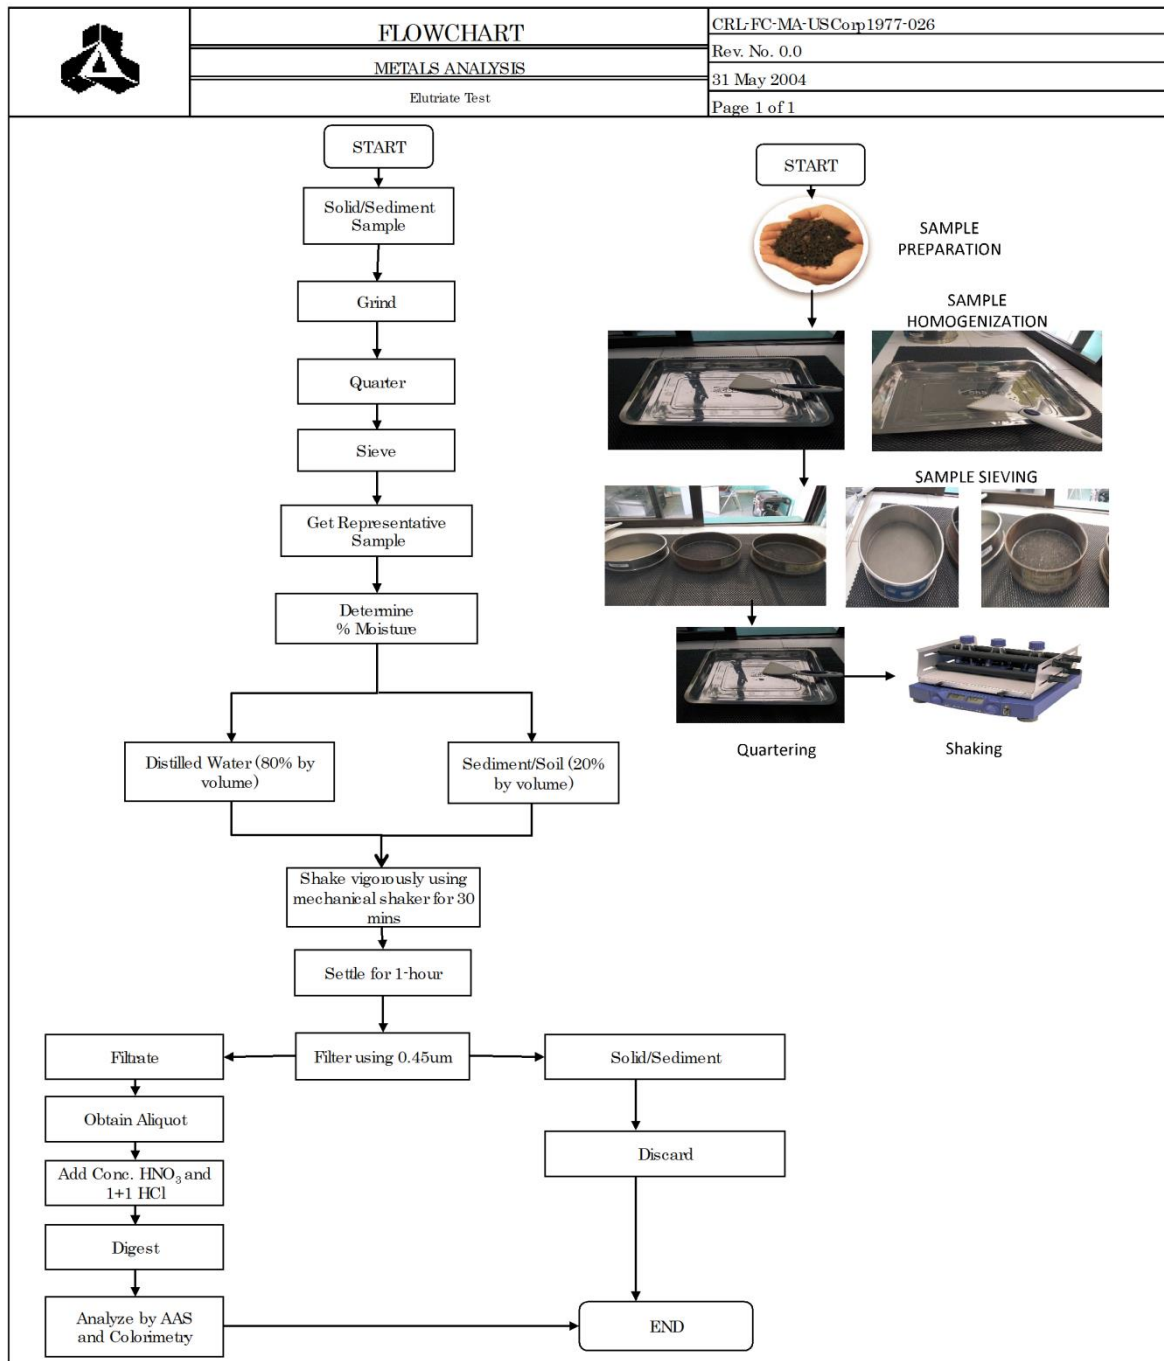 FLOWCHART
METALS ANALYSIS
Elutriate Test
CRL-FC-MA-USCorp1977-026
Rev. No. 0.0
31 May 2004
Page 1 of 1
START
Solid/Sediment
Sample
Grind
Quarter
Sieve
Get Representative
Sample
Determine
% Moisture
Distilled Water (80% by
volume)
Sediment/Soil (20%
by volume)
Shake vigorously using
mechanical shaker for 30
mins
Settle for 1-hour
Filter using 0.45um
Filtrate
Solid/Sediment
Obtain Aliquot
Discard
Add Conc. HNO₃ and
1+1 HCl
Digest
Analyze by AAS
and Colorimetry
END
START
SAMPLE
PREPARATION
SAMPLE
HOMOGENIZATION
SAMPLE SIEVING
Quartering
Shaking